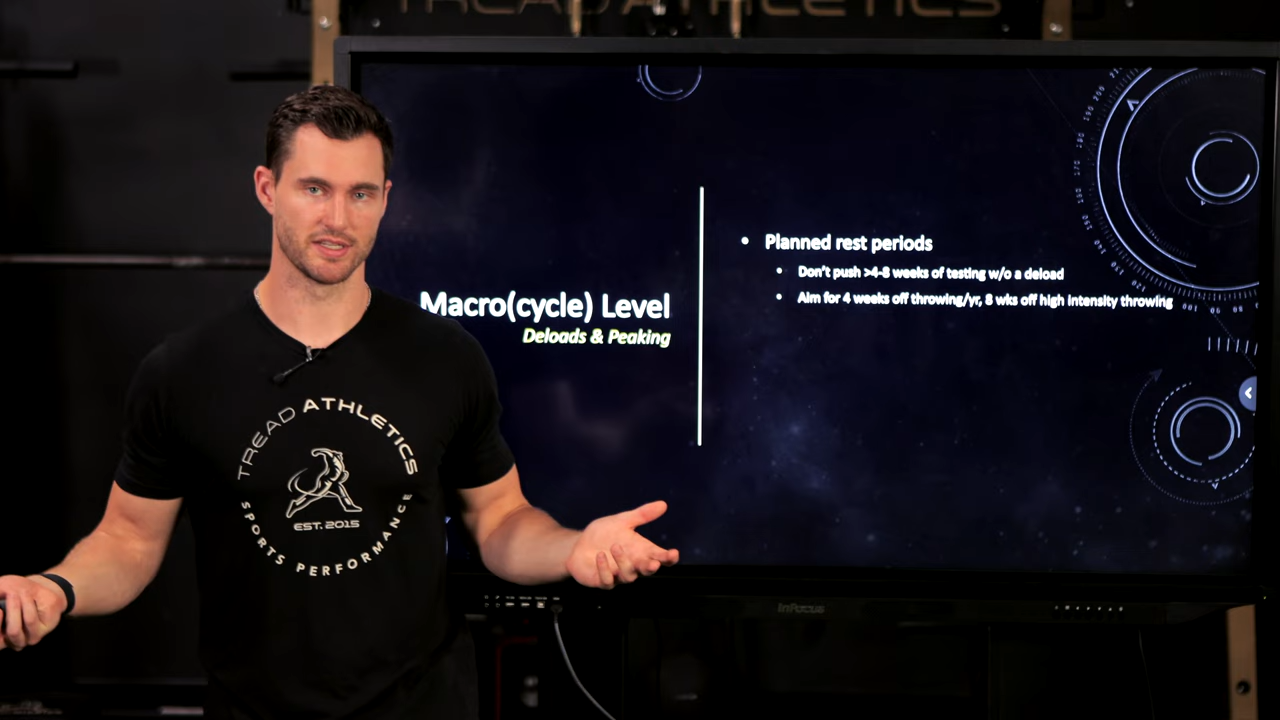 TREAD ATHLETICS
Macro(cycle) Level
Deloads & Peaking
• Planned rest periods
• Don't push >4-8 weeks of testing w/o a deload
• Aim for 4 weeks off throwing/yr, 8 wks off high intensity throwing
TREAD ATHLETICS
EST. 2015
SPORTS PERFORMANCE
InFocus